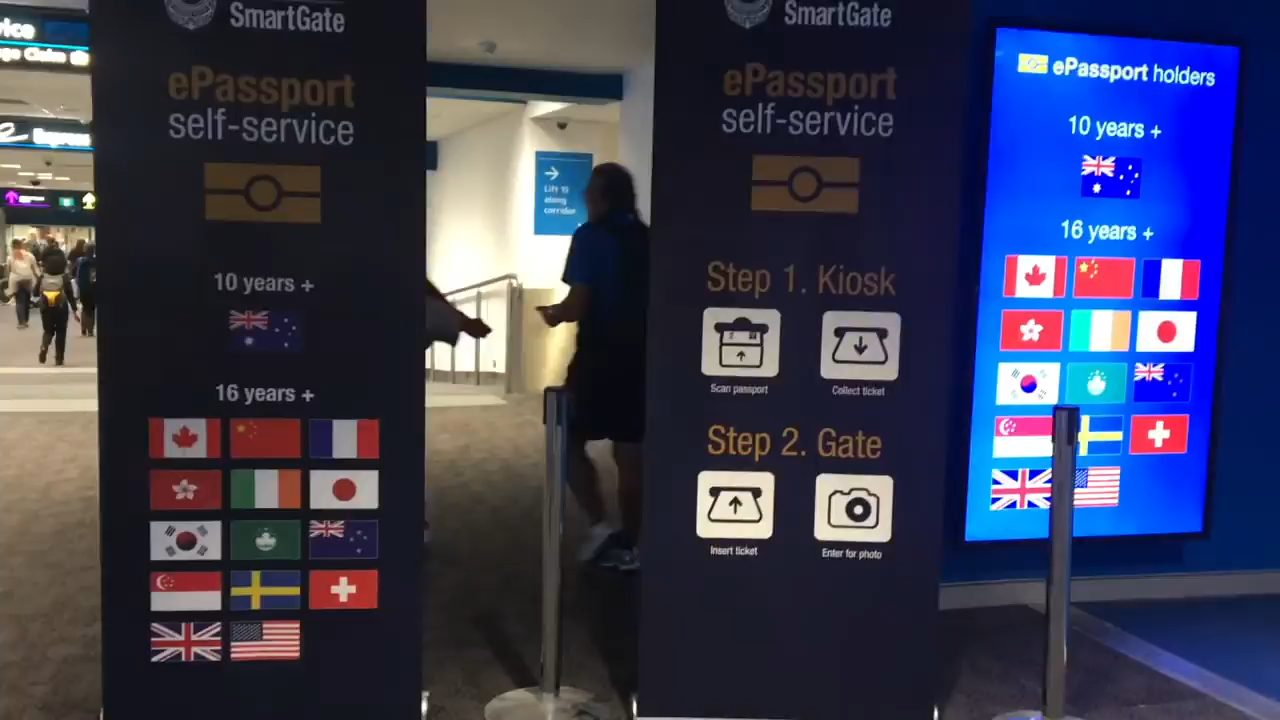 SmartGate
ePassport
self-service
10 years +
16 years +
SmartGate
ePassport
self-service
Step 1. Kiosk
Scan passport
Collect ticket
Step 2. Gate
Insert ticket
Enter for photo
ePassport holders
10 years +
16 years +
Lift 15
along
corridor
Express